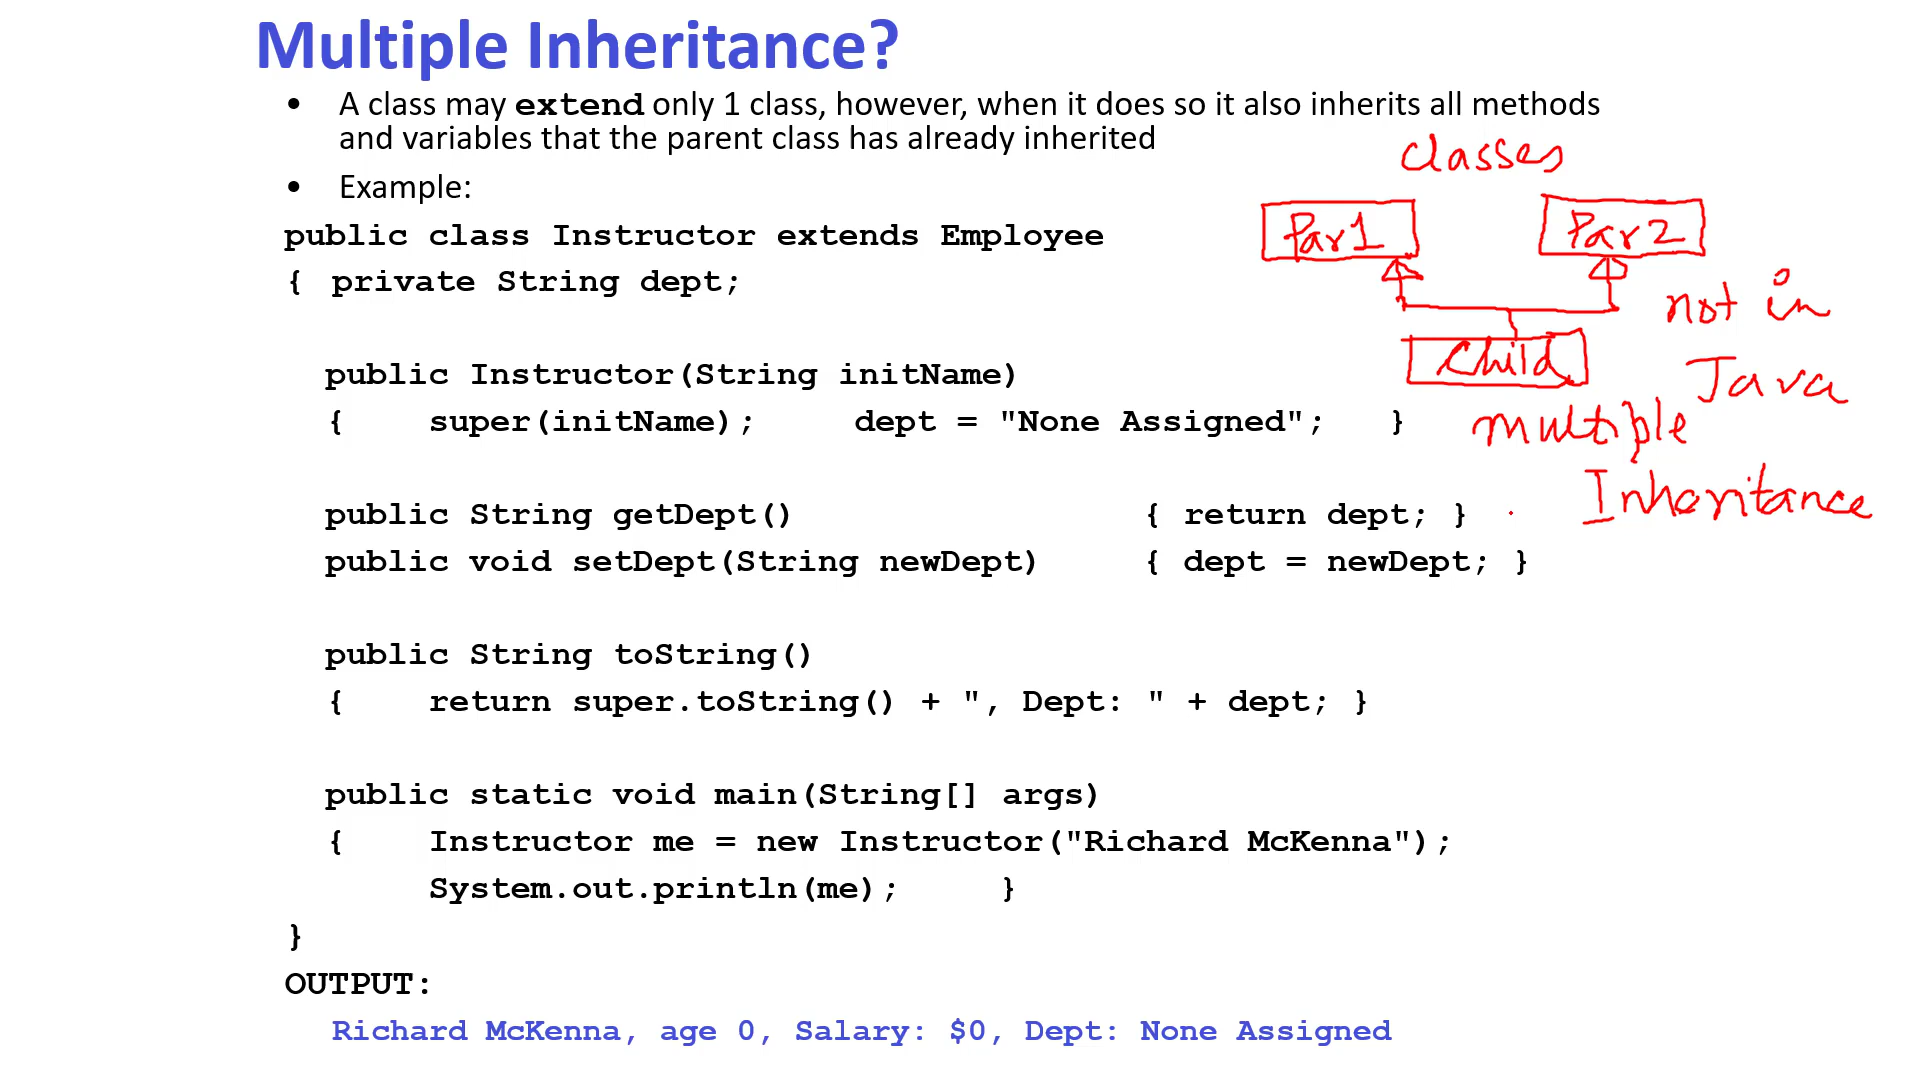 Multiple Inheritance?
• A class may extend only 1 class, however, when it does so it also inherits all methods
and variables that the parent class has already inherited
• Example:
public class Instructor extends Employee
{ private String dept;
public Instructor(String initName)
{ super(initName); dept = "None Assigned"; }
public String getDept() { return dept; }
public void setDept(String newDept) { dept = newDept; }
public String toString()
{ return super.toString() + ", Dept: " + dept; }
public static void main(String[] args)
{ Instructor me = new Instructor("Richard McKenna");
System.out.println(me); }
}
OUTPUT:
Richard McKenna, age 0, Salary: $0, Dept: None Assigned
classes
Par1 Par2
Child
not in
Java
multiple
Inheritance